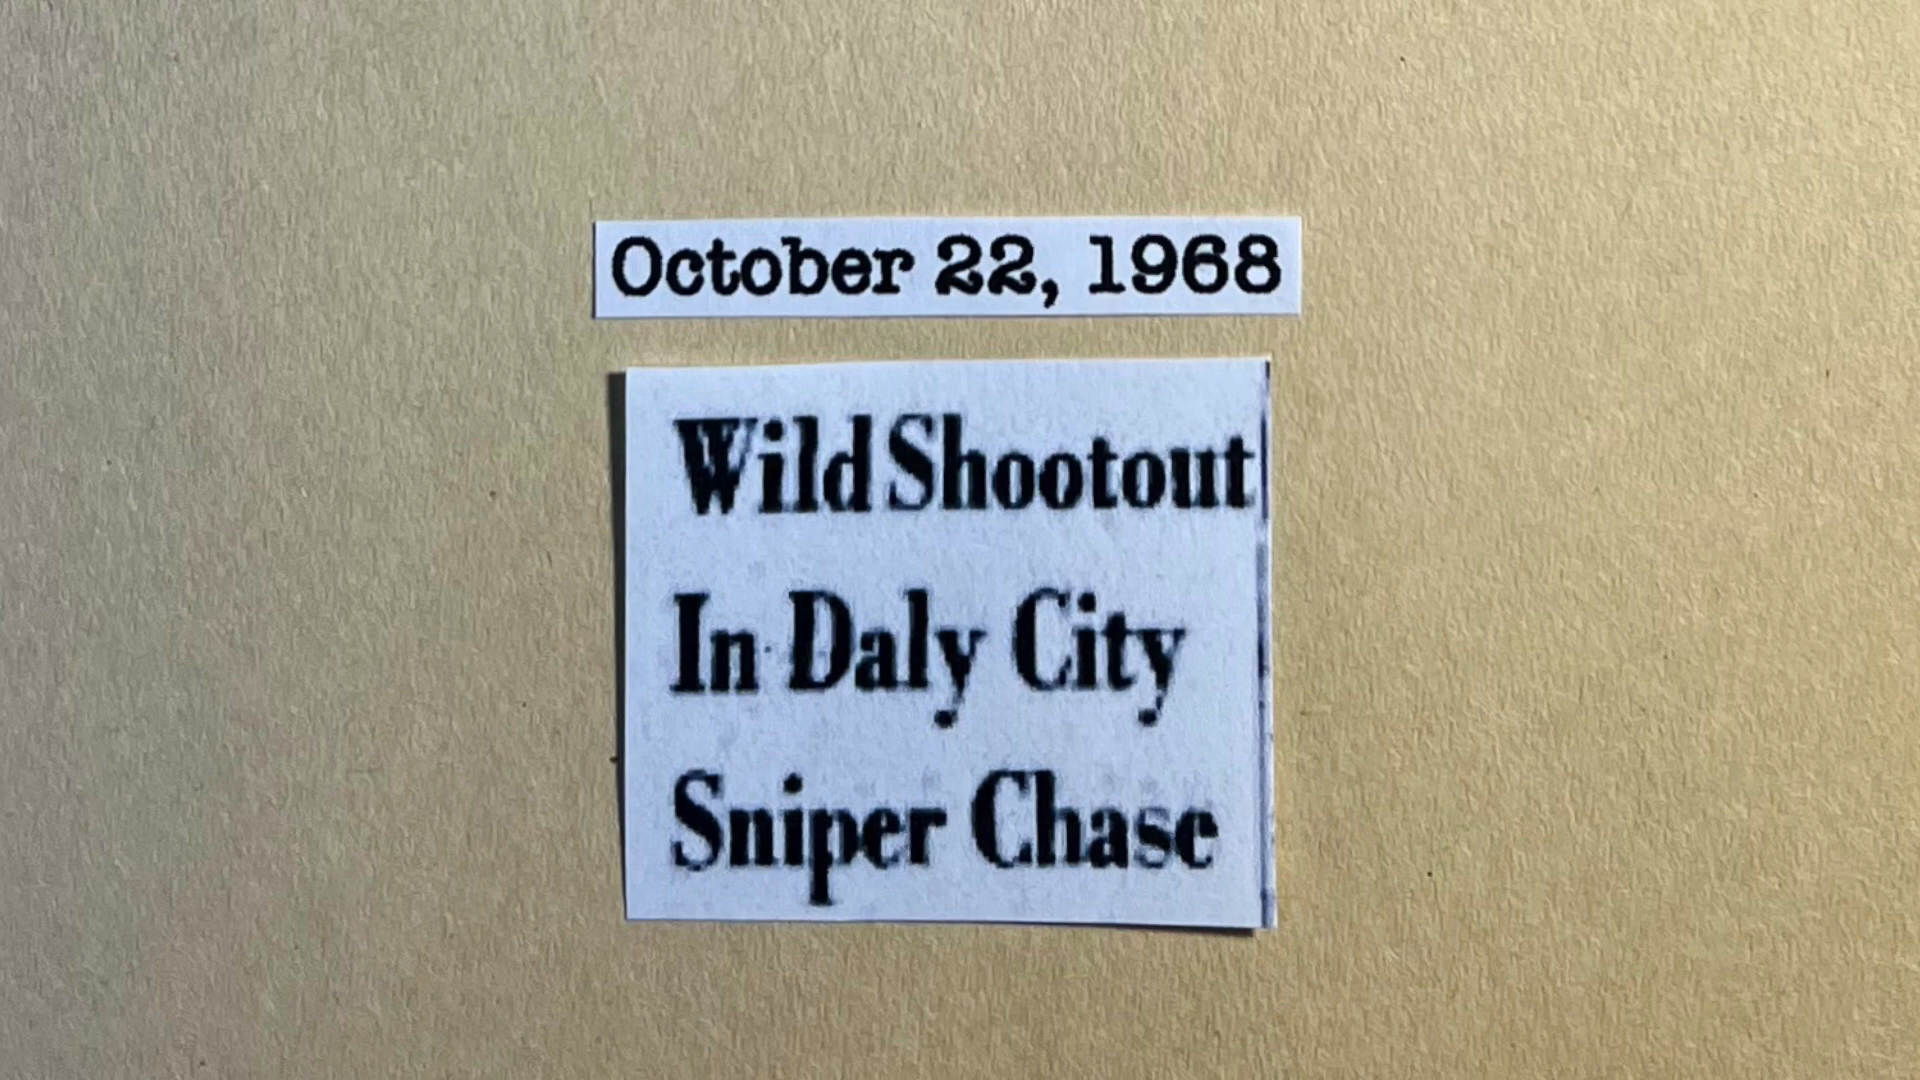 October 22, 1968
Wild Shootout
In Daly City
Sniper Chase